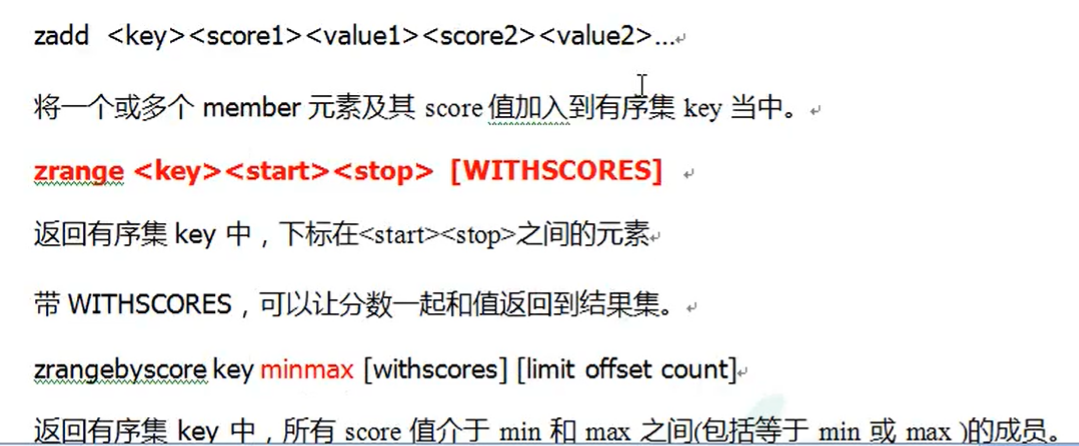 zadd <key><score1><value1><score2><value2>...
将一个或多个 member 元素及其 score 值加入到有序集 key 当中。
zrange <key><start><stop> [WITHSCORES]
返回有序集 key 中，下标在<start><stop>之间的元素
带 WITHSCORES，可以让分数一起和值返回到结果集。
zrangebyscore key minmax [withscores] [limit offset count]
返回有序集 key 中，所有 score 值介于 min 和 max 之间(包括等于 min 或 max )的成员。